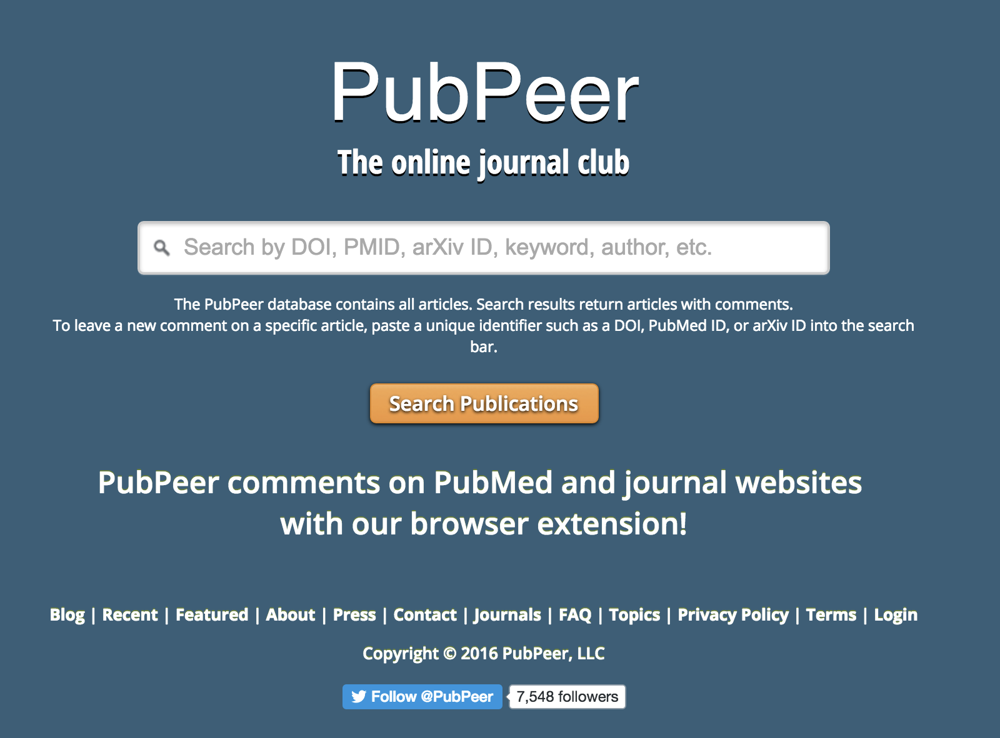 PubPeer
The online journal club
Search by DOI, PMID, arXiv ID, keyword, author, etc.
The PubPeer database contains all articles. Search results return articles with comments.
To leave a new comment on a specific article, paste a unique identifier such as a DOI, PubMed ID, or arXiv ID into the search
bar.
Search Publications
PubPeer comments on PubMed and journal websites
with our browser extension!
Blog | Recent | Featured | About | Press | Contact | Journals | FAQ | Topics | Privacy Policy | Terms | Login
Copyright © 2016 PubPeer, LLC
Follow @PubPeer 7,548 followers